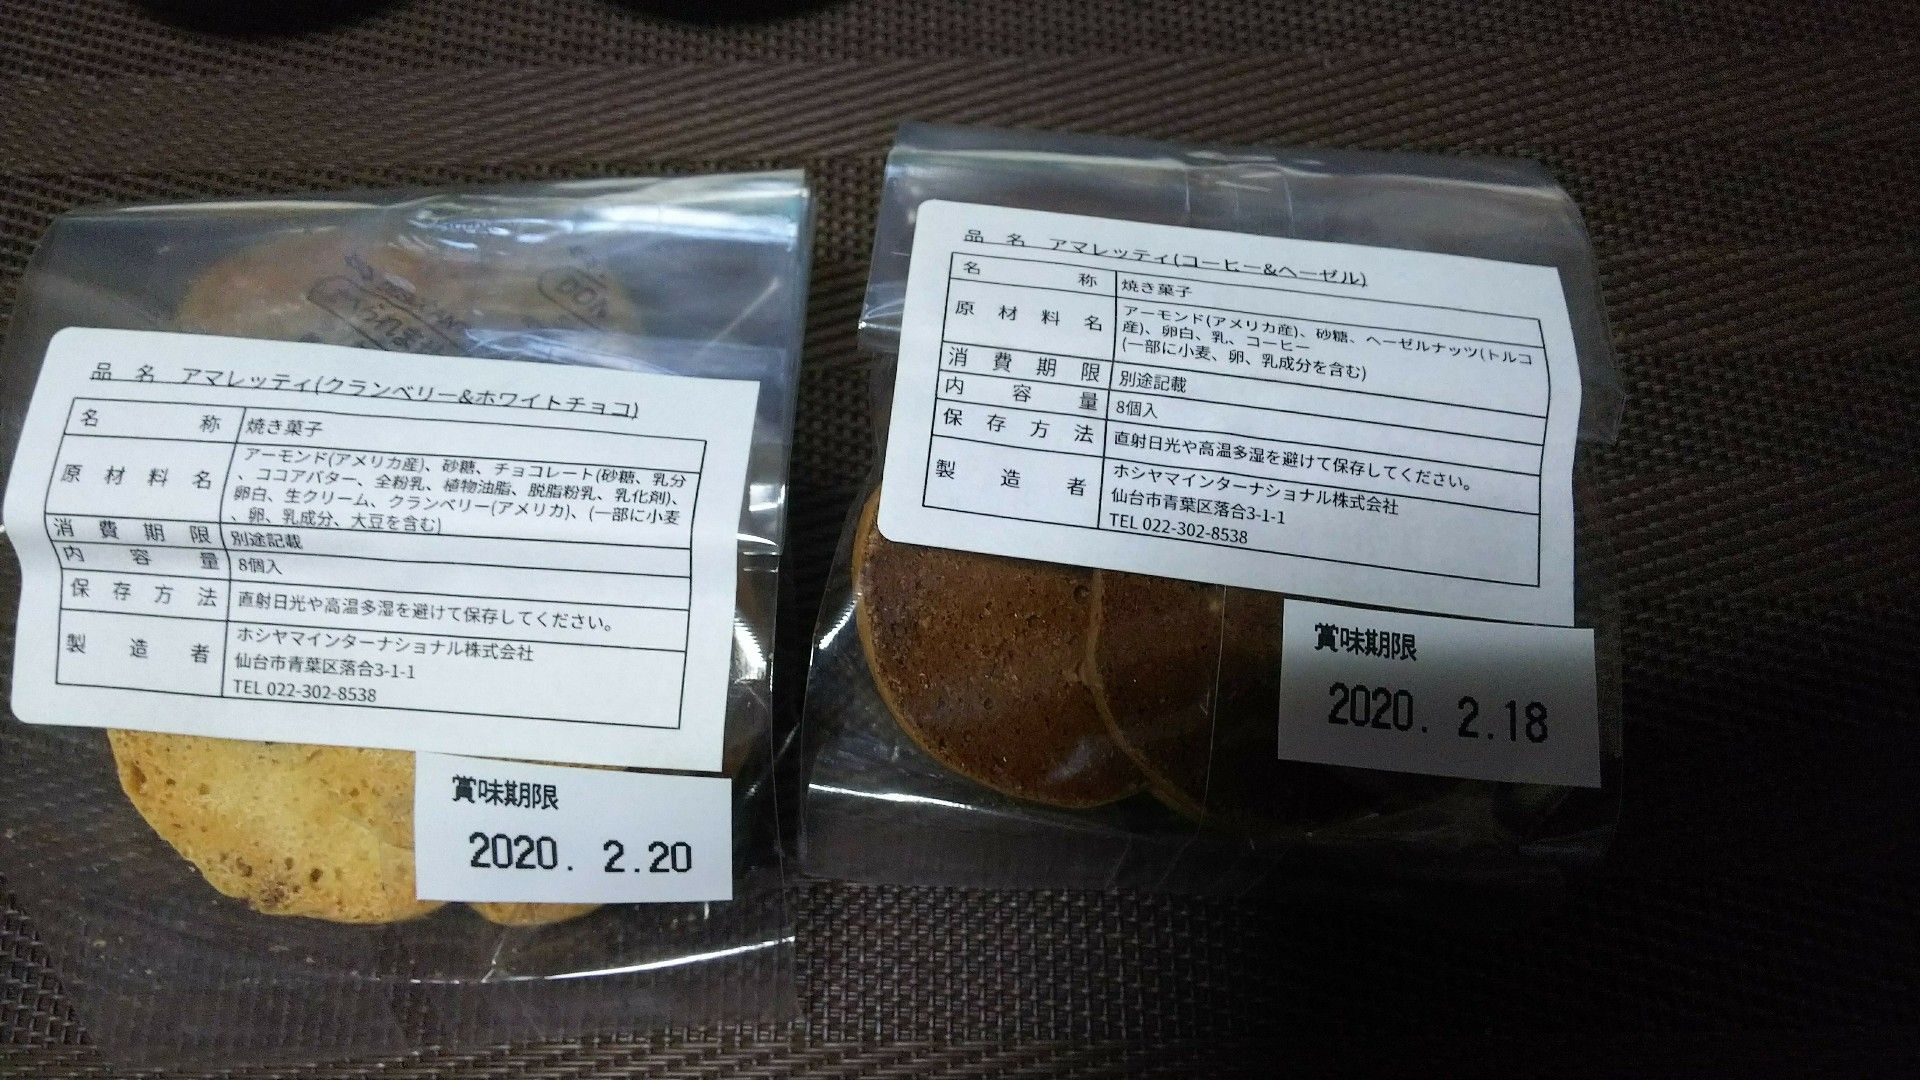 品 名 アマレッティ(クランベリー&ホワイトチョコ)
名 称 焼き菓子
原 材 料 名 アーモンド(アメリカ産)、砂糖、チョコレート(砂糖、乳分
、ココアバター、全粉乳、植物油脂、脱脂粉乳、乳化剤)、
卵白、生クリーム、クランベリー(アメリカ)、(一部に小麦
、卵、乳成分、大豆を含む)
消 費 期 限 別途記載
内 容 量 8個入
保 存 方 法 直射日光や高温多湿を避けて保存してください。
製 造 者 ホシヤマインターナショナル株式会社
仙台市青葉区落合3-1-1
TEL 022-302-8538
賞味期限
2020. 2.20
品 名 アマレッティ(コーヒー&ヘーゼル)
名 称 焼き菓子
原 材 料 名 アーモンド(アメリカ産)、砂糖、ヘーゼルナッツ(トルコ
産)、卵白、乳、コーヒー
(一部に小麦、卵、乳成分を含む)
消 費 期 限 別途記載
内 容 量 8個入
保 存 方 法 直射日光や高温多湿を避けて保存してください。
製 造 者 ホシヤマインターナショナル株式会社
仙台市青葉区落合3-1-1
TEL 022-302-8538
賞味期限
2020. 2.18